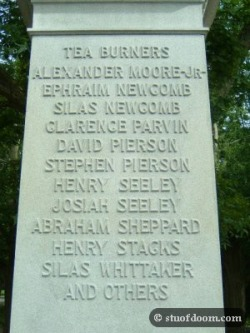 TEA BURNERS
ALEXANDER MOORE-JR-
EPHRAIM NEWCOMB
SILAS NEWCOMB
CLARENCE PARVIN
DAVID PIERSON
STEPHEN PIERSON
HENRY SEELEY
JOSIAH SEELEY
ABRAHAM SHEPPARD
HENRY STACKS
SILAS WHITTAKER
AND OTHERS
© stuofdoom.com